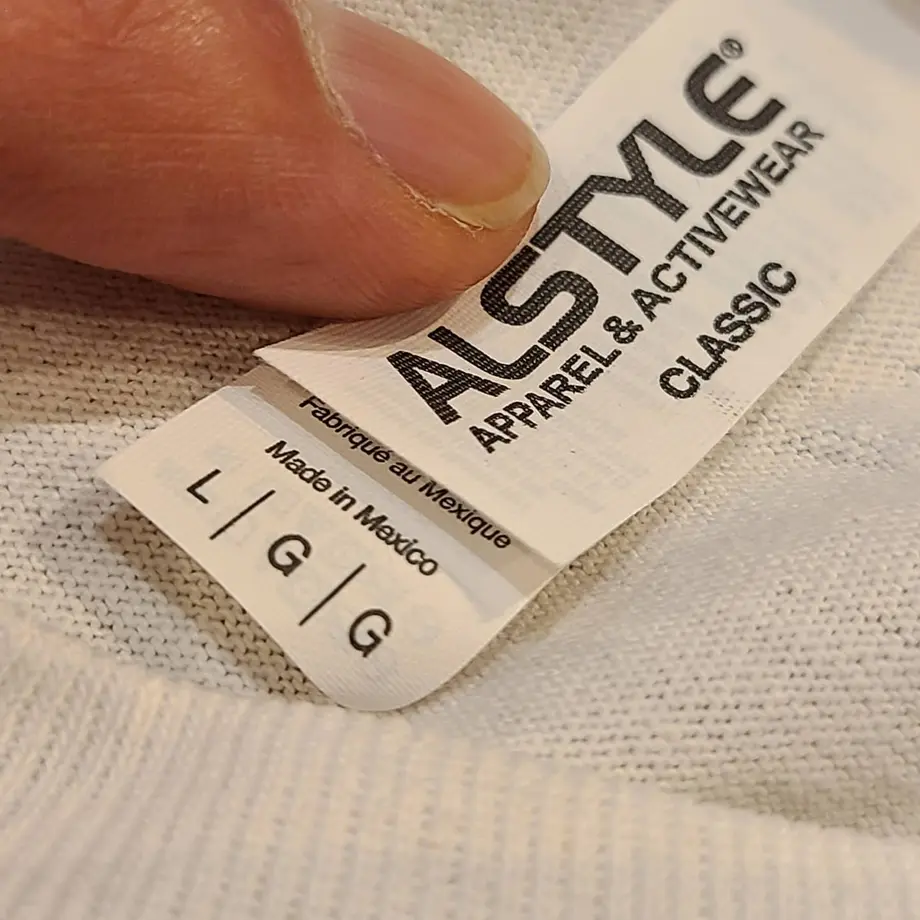 ALSTYLE®
APPAREL & ACTIVEWEAR
CLASSIC
Fabriqué au Mexique
Made in Mexico
L / G / G